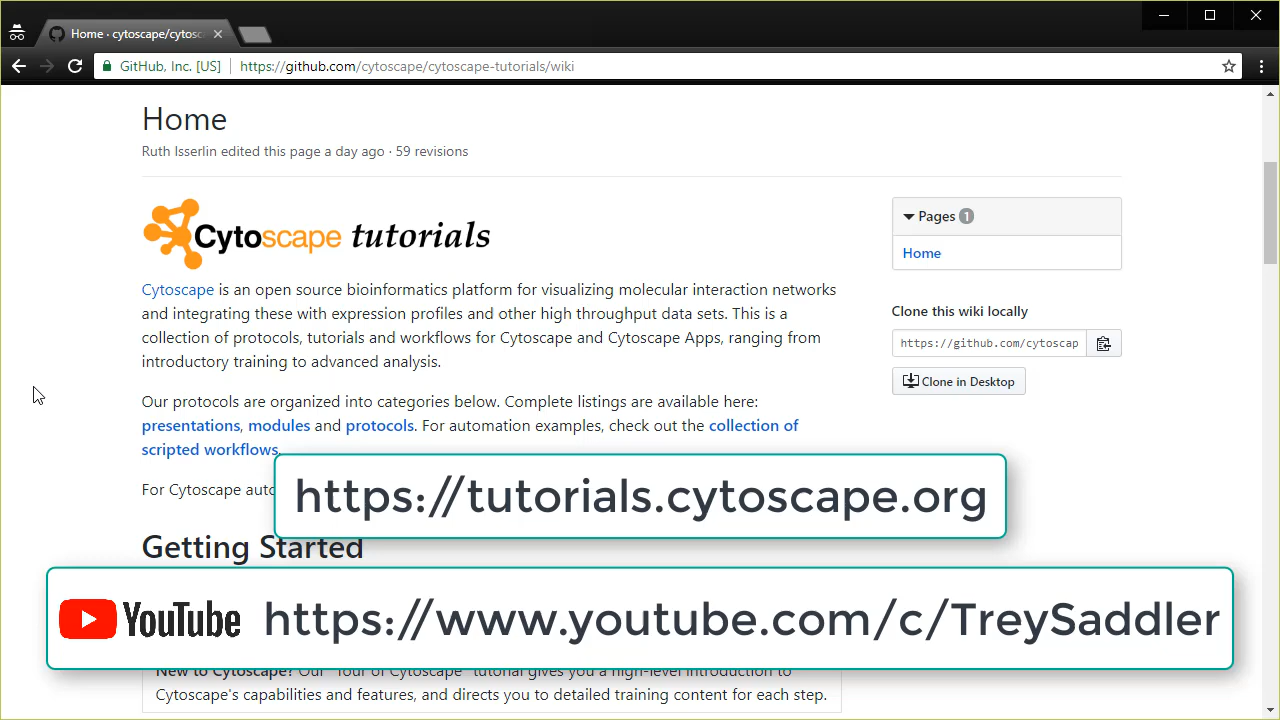 Home · cytoscape/cytosc
GitHub, Inc. [US]
https://github.com/cytoscape/cytoscape-tutorials/wiki
Home
Ruth Isserlin edited this page a day ago · 59 revisions
Cytoscape tutorials
Cytoscape is an open source bioinformatics platform for visualizing molecular interaction networks
and integrating these with expression profiles and other high throughput data sets. This is a
collection of protocols, tutorials and workflows for Cytoscape and Cytoscape Apps, ranging from
introductory training to advanced analysis.
Our protocols are organized into categories below. Complete listings are available here:
presentations, modules and protocols. For automation examples, check out the collection of
scripted workflows.
For Cytoscape auto
Pages 1
Home
Clone this wiki locally
https://github.com/cytoscap
Clone in Desktop
https://tutorials.cytoscape.org
Getting Started
YouTube https://www.youtube.com/c/TreySaddler
New to Cytoscape? Our "Tour of Cytoscape" tutorial gives you a high-level introduction to
Cytoscape's capabilities and features, and directs you to detailed training content for each step.